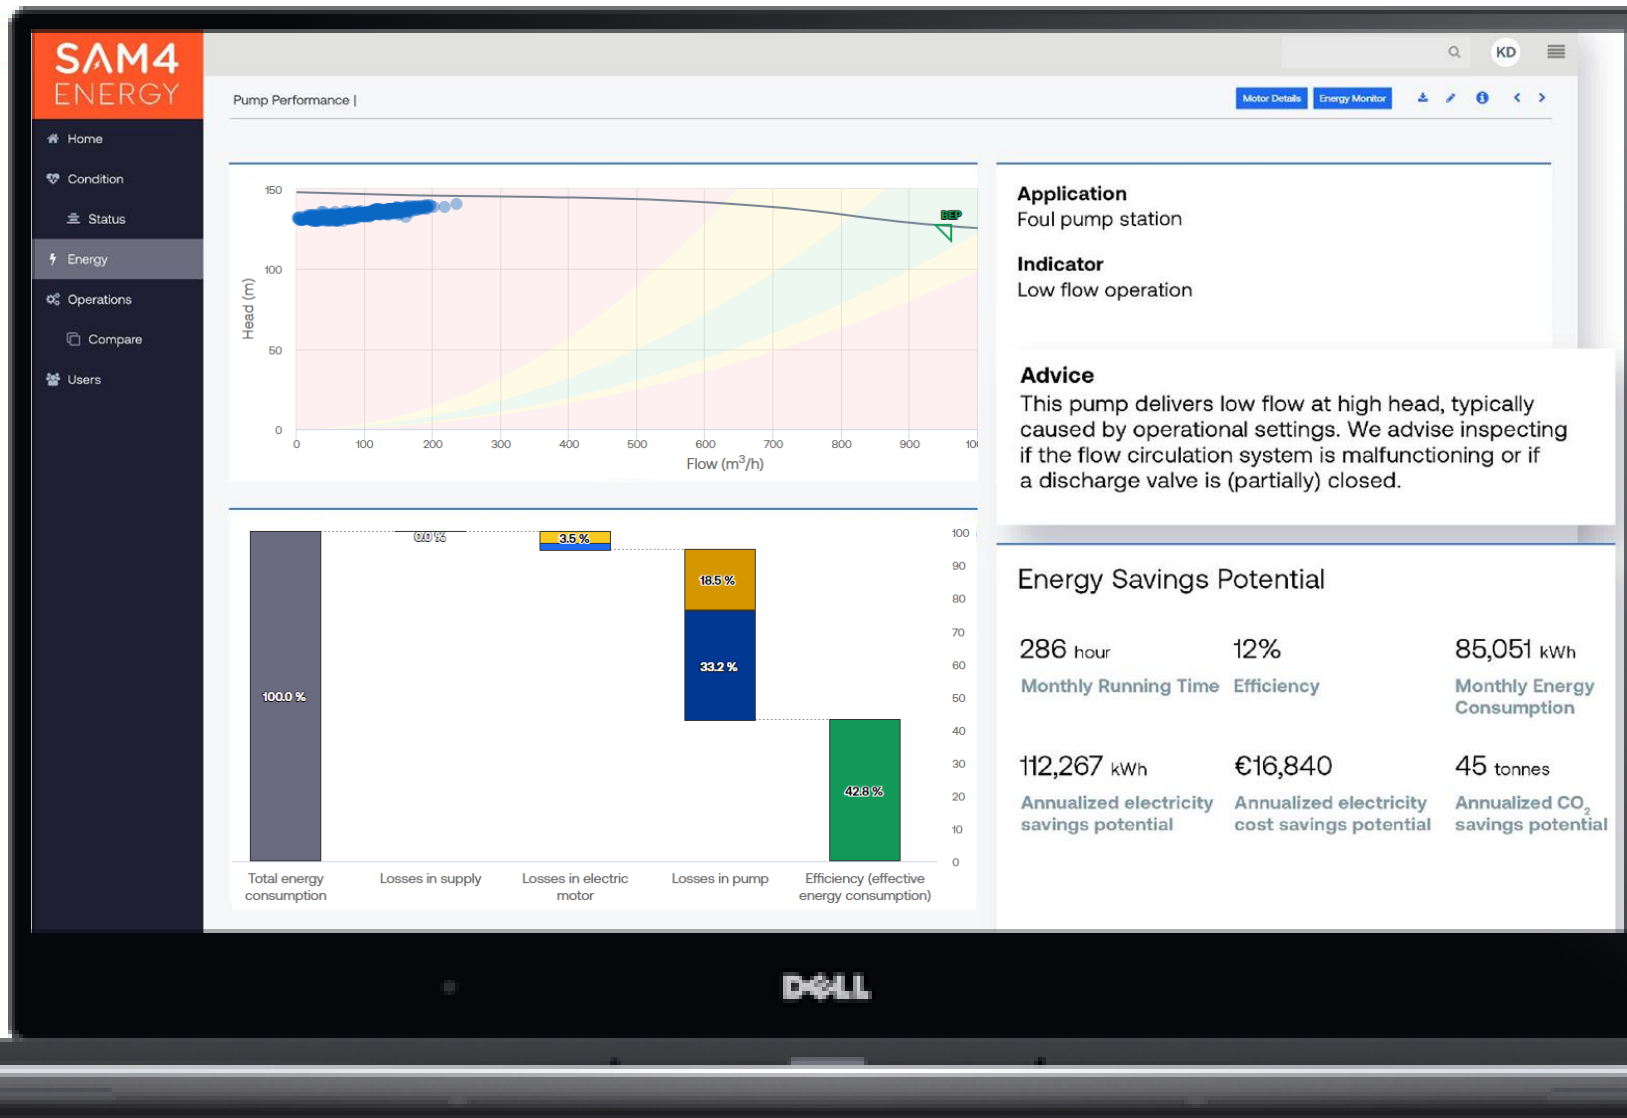 SAM4
ENERGY
KD
Home
Condition
Status
Energy
Operations
Compare
Users
Pump Performance |
Motor Details
Energy Monitor
150
100
50
0
Head (m)
BEP
0
100
200
300
400
500
600
700
800
900
100
Flow (m³/h)
Application
Foul pump station
Indicator
Low flow operation
Advice
This pump delivers low flow at high head, typically
caused by operational settings. We advise inspecting
if the flow circulation system is malfunctioning or if
a discharge valve is (partially) closed.
100.0 %
0.0 %
3.5 %
18.5 %
33.2 %
42.8 %
100
90
80
70
60
50
40
30
20
10
0
Total energy
consumption
Losses in supply
Losses in electric
motor
Losses in pump
Efficiency (effective
energy consumption)
Energy Savings Potential
286 hour
Monthly Running Time
12%
Efficiency
85,051 kWh
Monthly Energy
Consumption
112,267 kWh
Annualized electricity
savings potential
€16,840
Annualized electricity
cost savings potential
45 tonnes
Annualized CO₂
savings potential
DELL